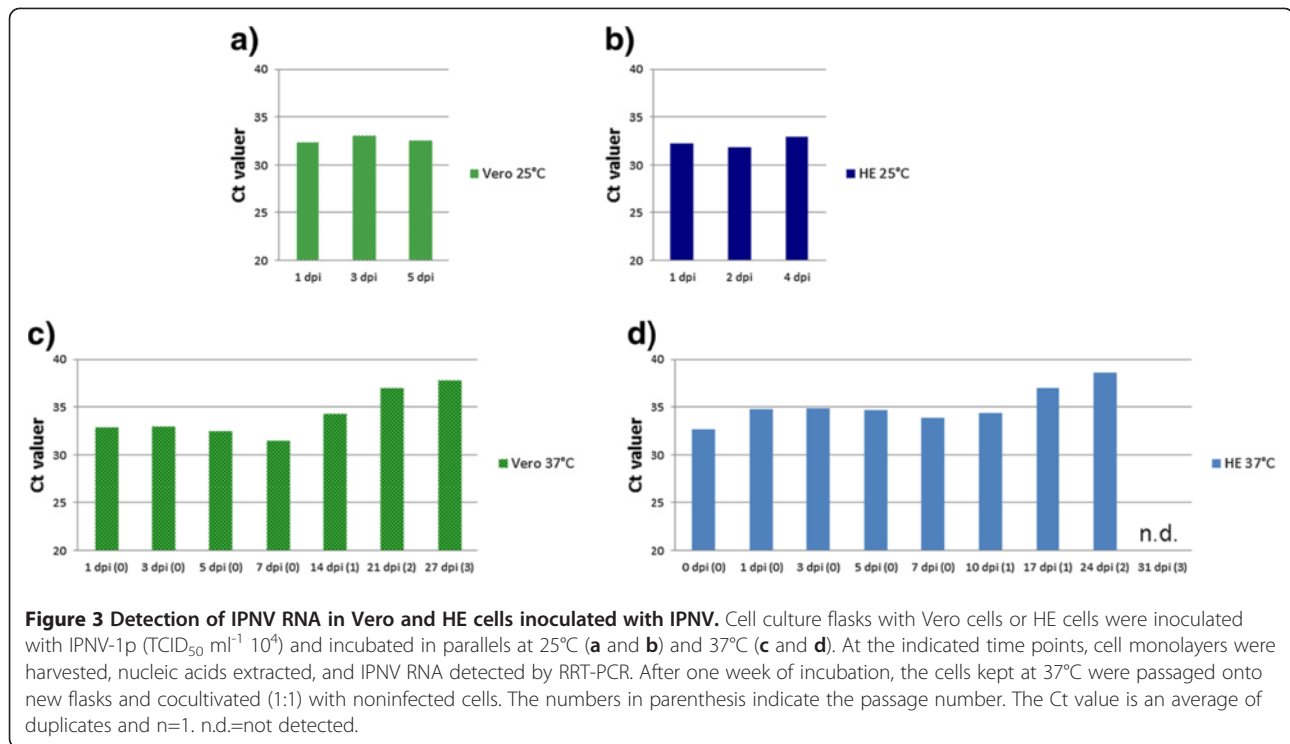 a)
40
35
30
25
20
Ct valuer
1 dpi 3 dpi 5 dpi
Vero 25°C
b)
40
35
30
25
20
Ct valuer
1 dpi 2 dpi 4 dpi
HE 25°C
c)
40
35
30
25
20
Ct valuer
1 dpi (0) 3 dpi (0) 5 dpi (0) 7 dpi (0) 14 dpi (1) 21 dpi (2) 27 dpi (3)
Vero 37°C
d)
40
35
30
25
20
Ct valuer
n.d.
0 dpi (0) 1 dpi (0) 3 dpi (0) 5 dpi (0) 7 dpi (0) 10 dpi (1) 17 dpi (1) 24 dpi (2) 31 dpi (3)
HE 37°C
Figure 3 Detection of IPNV RNA in Vero and HE cells inoculated with IPNV. Cell culture flasks with Vero cells or HE cells were inoculated
with IPNV-1p (TCID₅₀ ml⁻¹ 10⁴) and incubated in parallels at 25°C (a and b) and 37°C (c and d). At the indicated time points, cell monolayers were
harvested, nucleic acids extracted, and IPNV RNA detected by RRT-PCR. After one week of incubation, the cells kept at 37°C were passaged onto
new flasks and cocultivated (1:1) with noninfected cells. The numbers in parenthesis indicate the passage number. The Ct value is an average of
duplicates and n=1. n.d.=not detected.